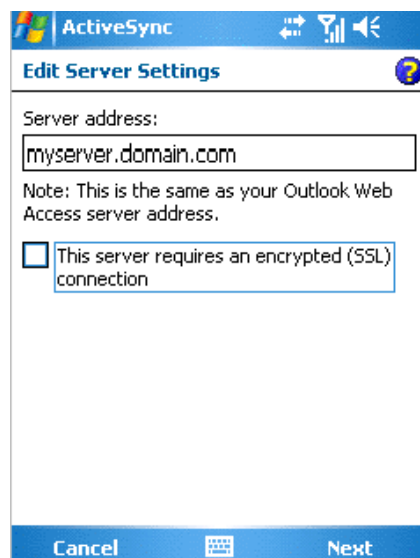 ActiveSync
Edit Server Settings
?
Server address:
myserver.domain.com
Note: This is the same as your Outlook Web
Access server address.
This server requires an encrypted (SSL)
connection
Cancel Next